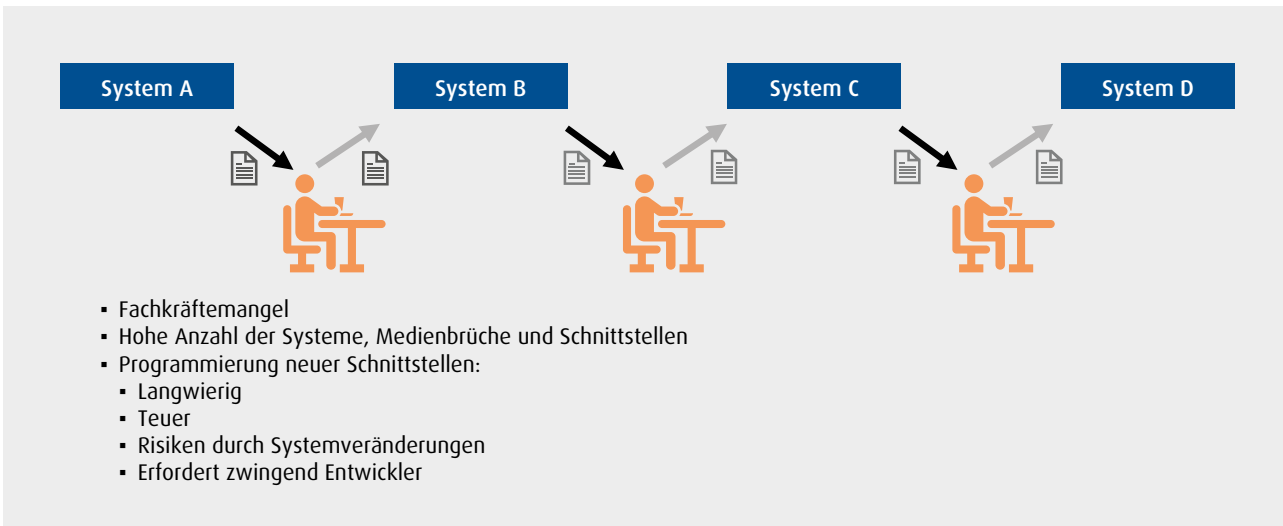 System A
System B
System C
System D
▪ Fachkräftemangel
▪ Hohe Anzahl der Systeme, Medienbrüche und Schnittstellen
▪ Programmierung neuer Schnittstellen:
▪ Langwierig
▪ Teuer
▪ Risiken durch Systemveränderungen
▪ Erfordert zwingend Entwickler